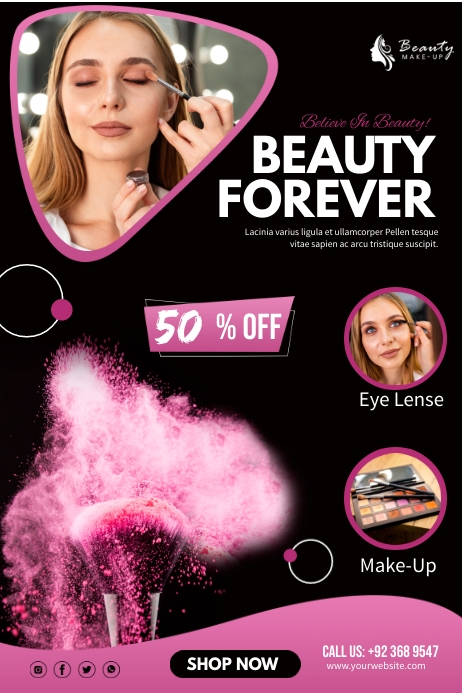 Beauty
MAKE-UP
Believe In Beauty!
BEAUTY
FOREVER
Lacinia varius ligula et ullamcorper Pellen tesque
vitae sapien ac arcu tristique suscipit.
50 % OFF
Eye Lense
Make-Up
SHOP NOW
CALL US: +92 368 9547
www.yourwebsite.com